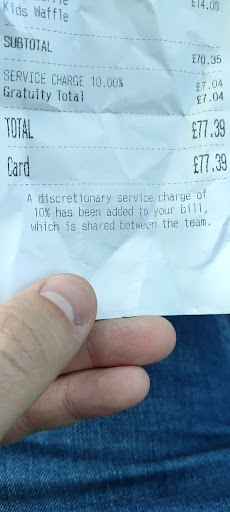 Kids Waffle
£14.00
SUBTOTAL £70.35
SERVICE CHARGE 10.00% £7.04
Gratuity Total £7.04
TOTAL £77.39
Card £77.39
A discretionary service charge of
10% has been added to your bill,
which is shared between the team.